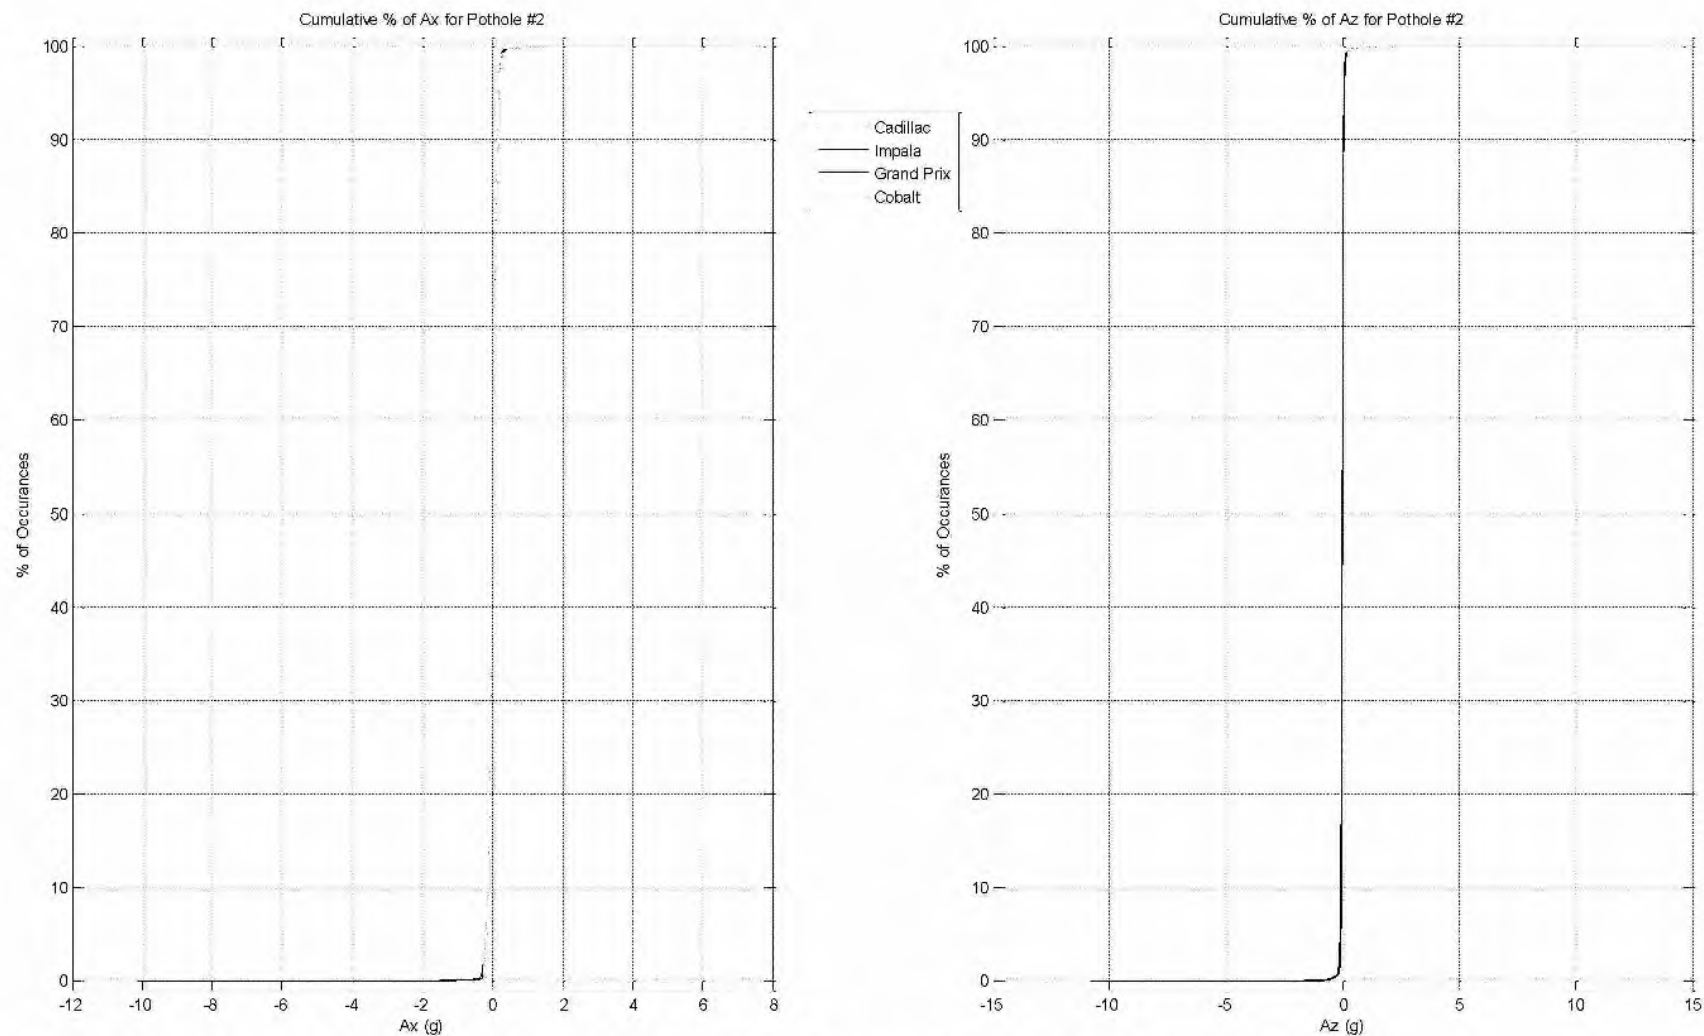 Cumulative % of Ax for Pothole #2
100
90
80
70
60
50
40
30
20
10
0
% of Occurances
-12 -10 -8 -6 -4 -2 0 2 4 6 8
Ax (g)
Cadillac
Impala
Grand Prix
Cobalt
Cumulative % of Az for Pothole #2
100
90
80
70
60
50
40
30
20
10
0
% of Occurances
-15 -10 -5 0 5 10 15
Az (g)